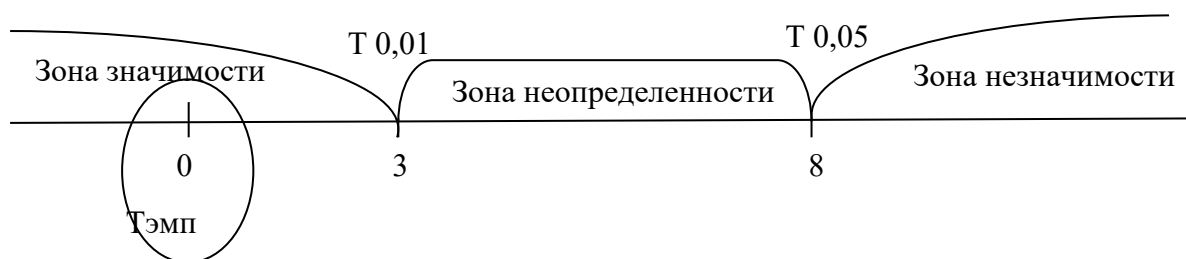 Т 0,01
Т 0,05
Зона значимости
Зона неопределенности
Зона незначимости
0
3
8
Тэмп